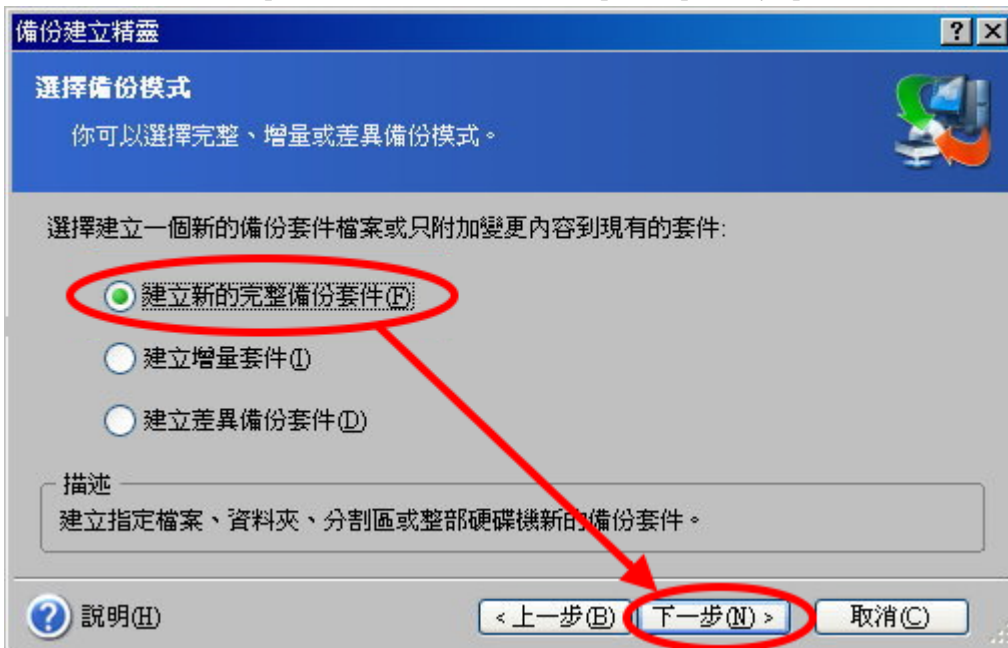 備份建立精靈
選擇備份模式
你可以選擇完整、增量或差異備份模式。
選擇建立一個新的備份套件檔案或只附加變更內容到現有的套件:
建立新的完整備份套件(F)
建立增量套件(I)
建立差異備份套件(D)
描述
建立指定檔案、資料夾、分割區或整部硬碟機新的備份套件。
說明(H)
<上一步(B)
下一步(N)>
取消(C)